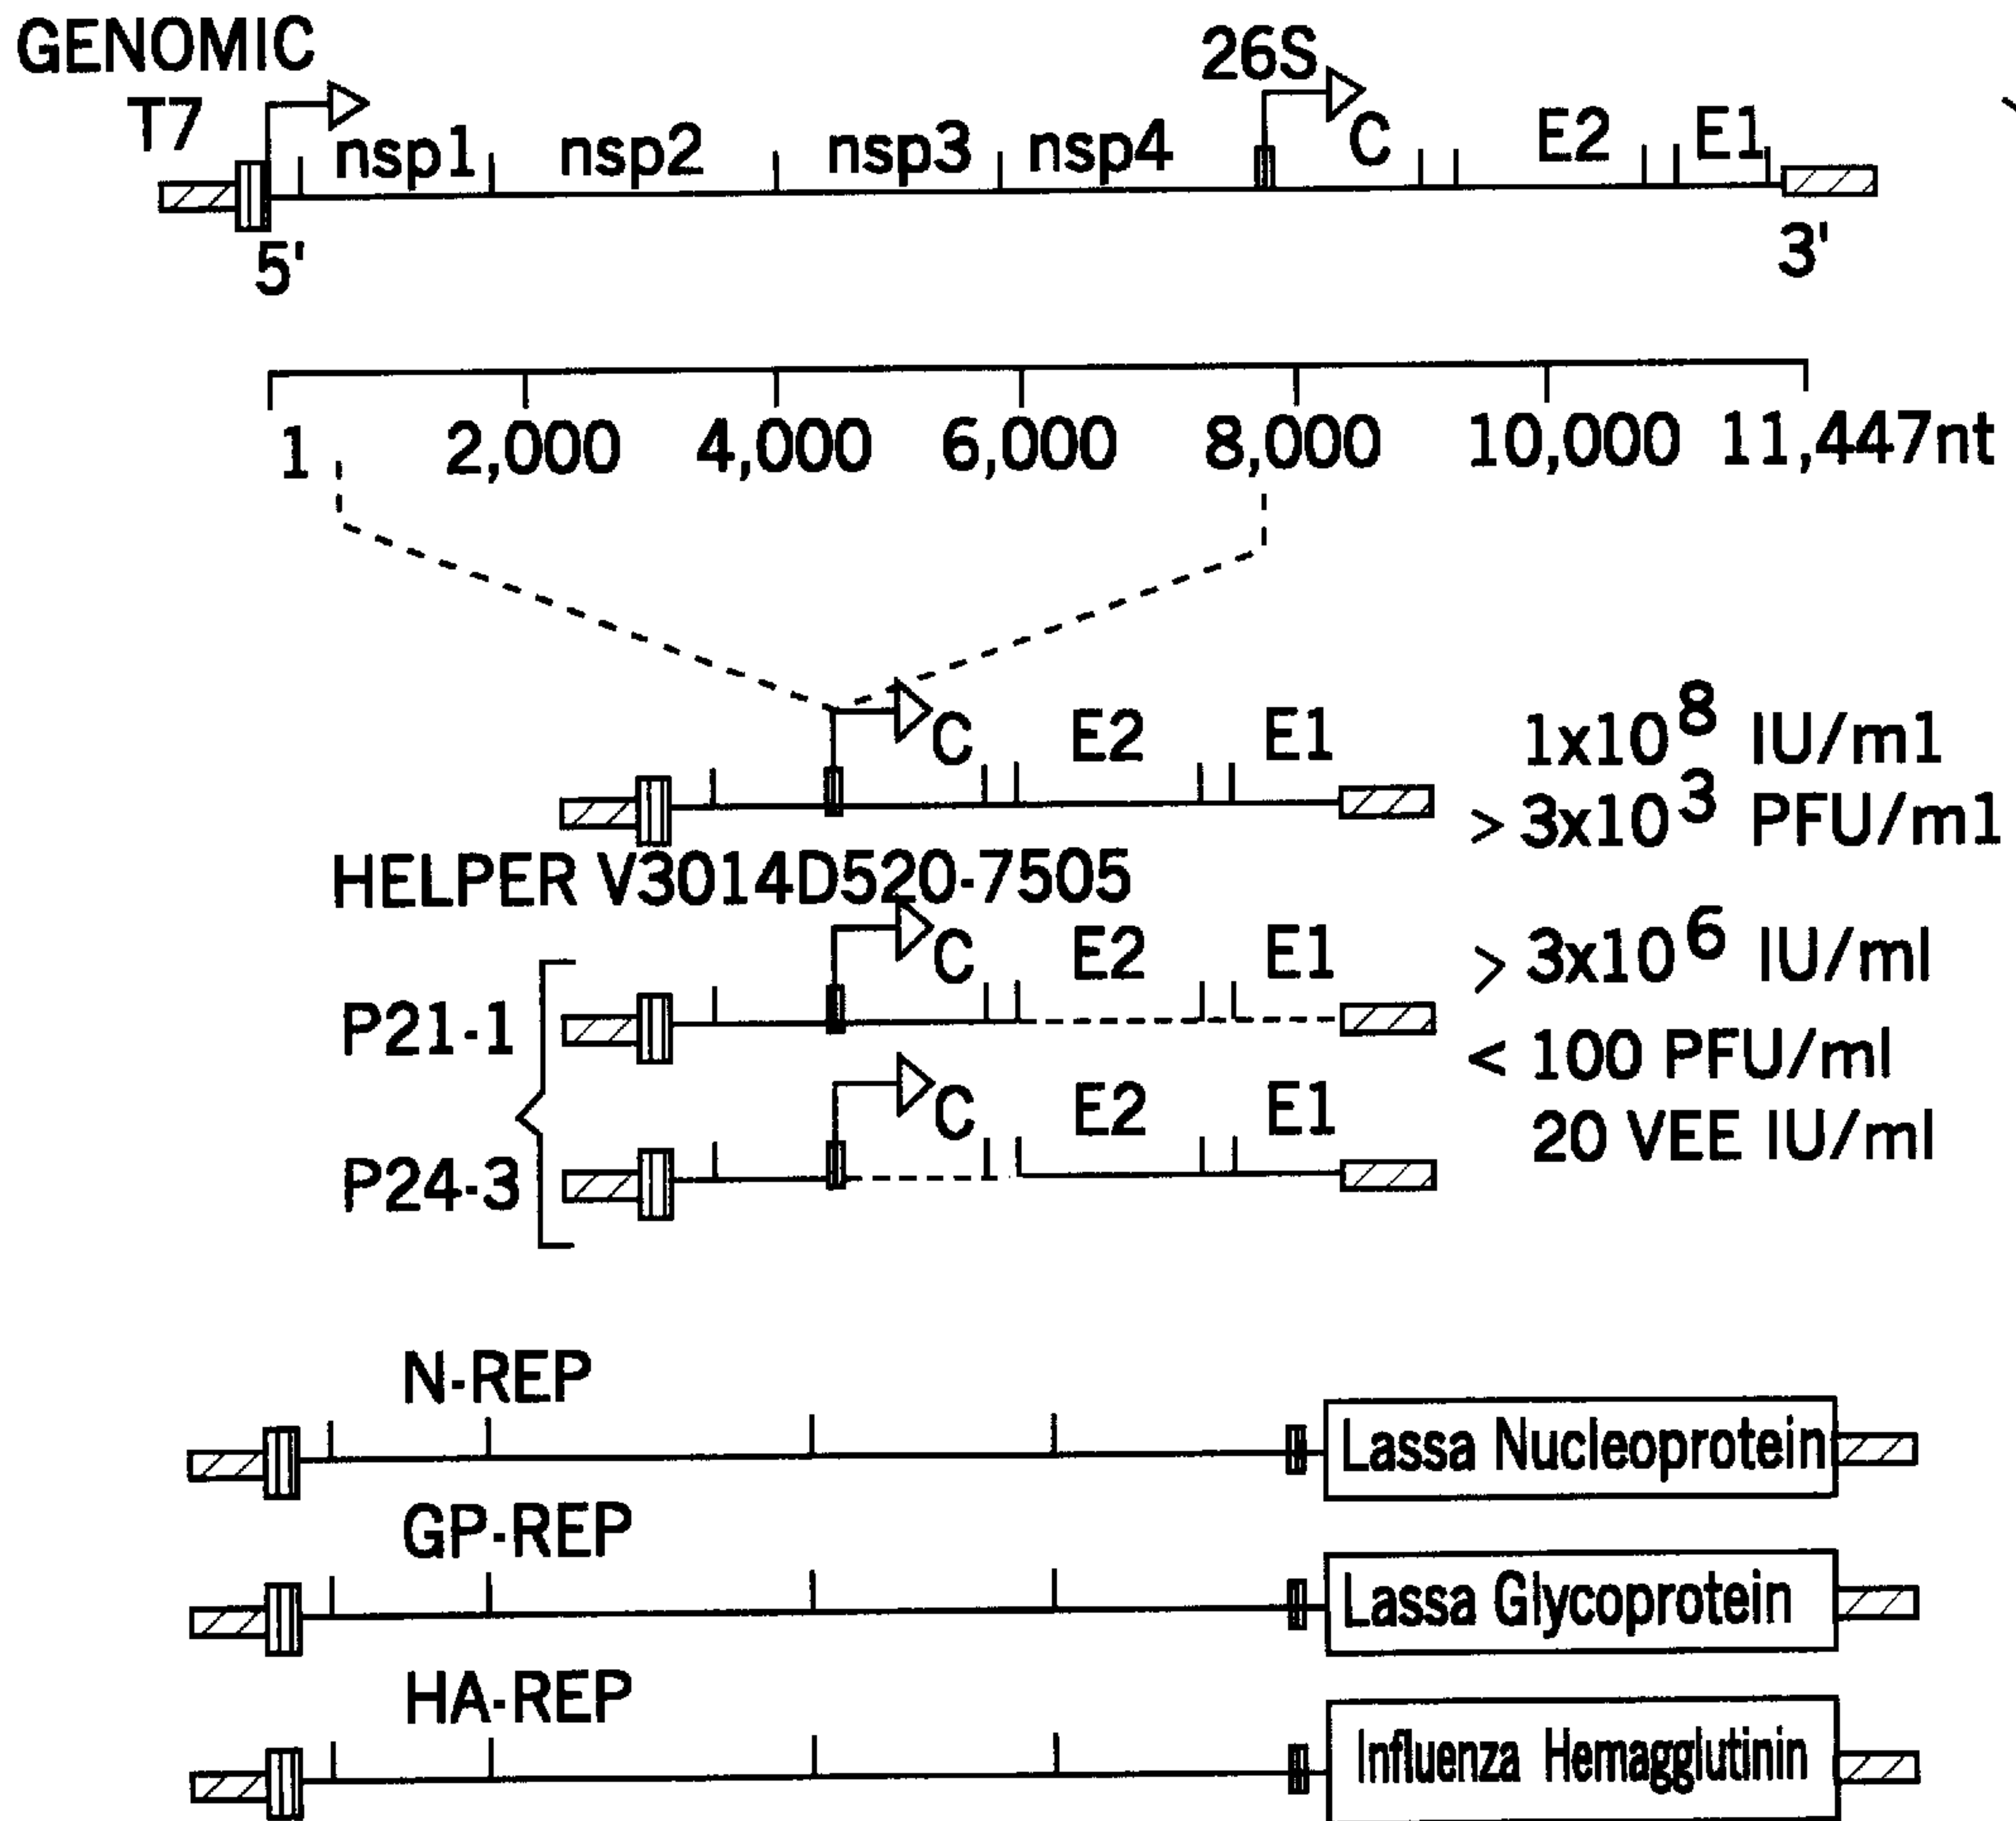 GENOMIC
T7
26S
nsp1 nsp2 nsp3 nsp4 C E2 E1
5' 3'
1 2,000 4,000 6,000 8,000 10,000 11,447nt
C E2 E1
1x10^8 IU/m1
> 3x10^3 PFU/m1
HELPER V3014D520-7505
C E2 E1
> 3x10^6 IU/ml
P21-1
< 100 PFU/ml
C E2 E1
20 VEE IU/ml
P24-3
N-REP
Lassa Nucleoprotein
GP-REP
Lassa Glycoprotein
HA-REP
Influenza Hemagglutinin